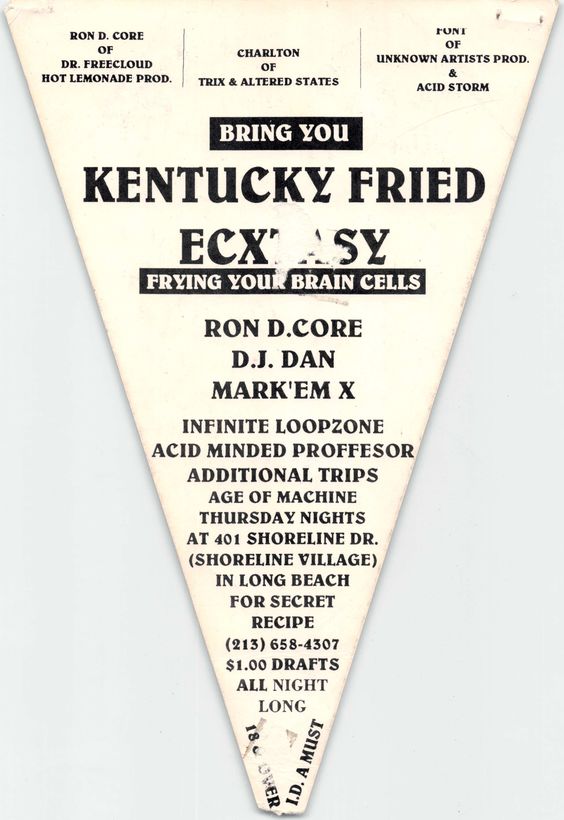 RON D. CORE
OF
DR. FREECLOUD
HOT LEMONADE PROD.
CHARLTON
OF
TRIX & ALTERED STATES
FONT
OF
UNKNOWN ARTISTS PROD.
&
ACID STORM
BRING YOU
KENTUCKY FRIED
ECXTASY
FRYING YOUR BRAIN CELLS
RON D.CORE
D.J. DAN
MARK'EM X
INFINITE LOOPZONE
ACID MINDED PROFFESOR
ADDITIONAL TRIPS
AGE OF MACHINE
THURSDAY NIGHTS
AT 401 SHORELINE DR.
(SHORELINE VILLAGE)
IN LONG BEACH
FOR SECRET
RECIPE
(213) 658-4307
$1.00 DRAFTS
ALL NIGHT
LONG
18 & OVER
I.D. A MUST